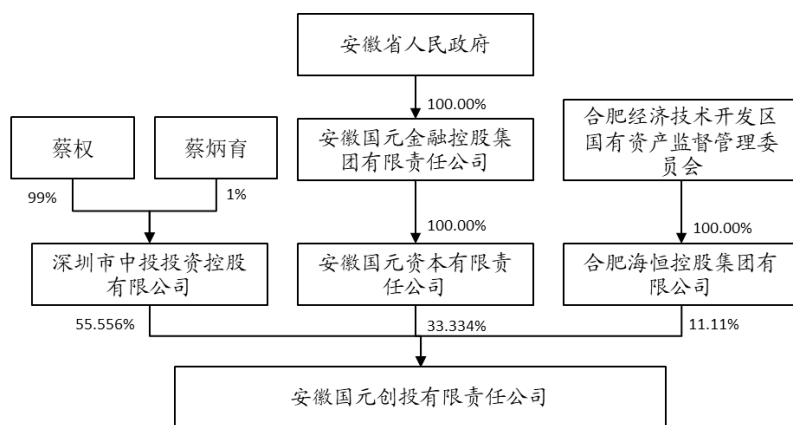 安徽省人民政府
100.00%
蔡权
蔡炳育
安徽国元金融控股集
团有限责任公司
合肥经济技术开发区
国有资产监督管理委
员会
99%
1%
100.00%
100.00%
深圳市中投投资控股
有限公司
安徽国元资本有限责
任公司
合肥海恒控股集团有
限公司
55.556%
33.334%
11.11%
安徽国元创投有限责任公司